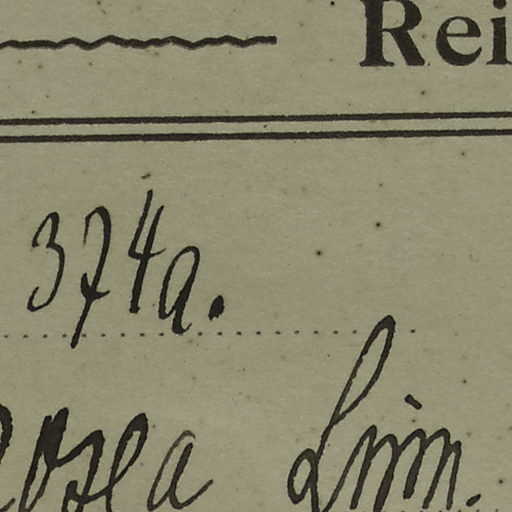 Rei
374a.
osea Linn.